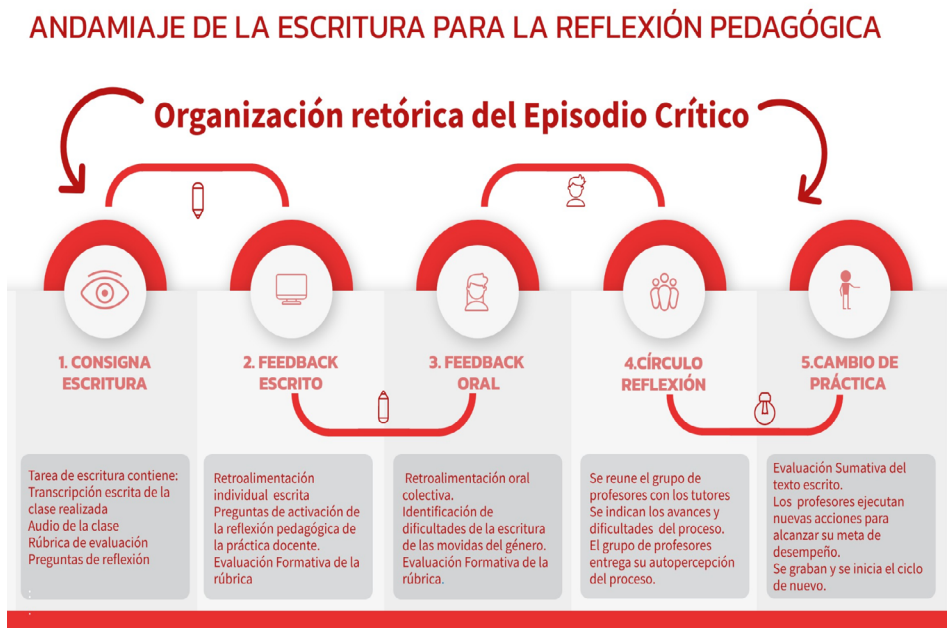 ANDAMIAJE DE LA ESCRITURA PARA LA REFLEXIÓN PEDAGÓGICA
Organización retórica del Episodio Crítico
1. CONSIGNA
ESCRITURA
Tarea de escritura contiene:
Transcripción escrita de la
clase realizada
Audio de la clase
Rúbrica de evaluación
Preguntas de reflexión
2. FEEDBACK
ESCRITO
Retroalimentación
individual escrita
Preguntas de activación de
la reflexión pedagógica de
la práctica docente.
Evaluación Formativa de la
rúbrica
3. FEEDBACK
ORAL
Retroalimentación oral
colectiva.
Identificación de
dificultades de la escritura
de las movidas del género.
Evaluación Formativa de la
rúbrica.
4.CÍRCULO
REFLEXIÓN
Se reune el grupo de
profesores con los tutores
Se indican los avances y
dificultades del proceso.
El grupo de profesores
entrega su autopercepción
del proceso.
5.CAMBIO DE
PRÁCTICA
Evaluación Sumativa del
texto escrito.
Los profesores ejecutan
nuevas acciones para
alcanzar su meta de
desempeño.
Se graban y se inicia el ciclo
de nuevo.